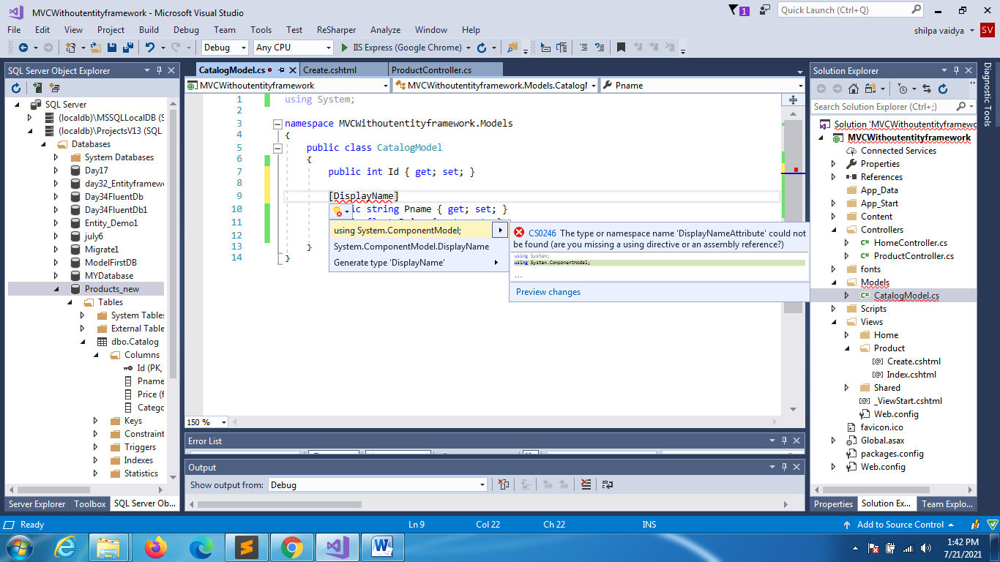 MVCWithoutentityframework - Microsoft Visual Studio
1
Quick Launch (Ctrl+Q)
File Edit View Project Build Debug Team Tools Test ReSharper Analyze Window Help
shilpa vaidya SV
Debug Any CPU IIS Express (Google Chrome)
SQL Server Object Explorer
SQL Server
(localdb)\MSSQLLocalDB (S
(localdb)\ProjectsV13 (SQL
Databases
System Databases
Day17
day32_Entityframew
Day34FluentDb
Day34FluentDb1
Entity_Demo1
july6
Migrate1
ModelFirstDB
MYDatabase
Products_new
Tables
System Tables
External Table
dbo.Catalog
Columns
Id (PK,
Pname
Price (f
Catego
Keys
Constraint
Triggers
Indexes
Statistics
Server Explorer Toolbox SQL Server Ob...
CatalogModel.cs Create.cshtml ProductController.cs
MVCWithoutentityframework MVCWithoutentityframework.Models.Catalog Pname
1 using System;
2
3 namespace MVCWithoutentityframework.Models
4 {
5 public class CatalogModel
6 {
7 public int Id { get; set; }
8
9 [DisplayName]
10 ic string Pname { get; set; }
11
12
13 }
14 }
using System.ComponentModel;
System.ComponentModel.DisplayName
Generate type 'DisplayName'
CS0246 The type or namespace name 'DisplayNameAttribute' could not
be found (are you missing a using directive or an assembly reference?)
using System;
using System.ComponentModel;
...
Preview changes
150 %
Error List
Output
Show output from: Debug
Solution Explorer
Search Solution Explorer (Ctrl+;)
Solution 'MVCWithoutentityframewo
MVCWithoutentityframework
Connected Services
Properties
References
App_Data
App_Start
Content
Controllers
HomeController.cs
ProductController.cs
fonts
Models
CatalogModel.cs
Scripts
Views
Home
Product
Create.cshtml
Index.cshtml
Shared
_ViewStart.cshtml
Web.config
favicon.ico
Global.asax
packages.config
Web.config
Properties Solution Ex... Team Explo...
Diagnostic Tools
Ready Ln 9 Col 22 Ch 22 INS Add to Source Control
1:42 PM
7/21/2021